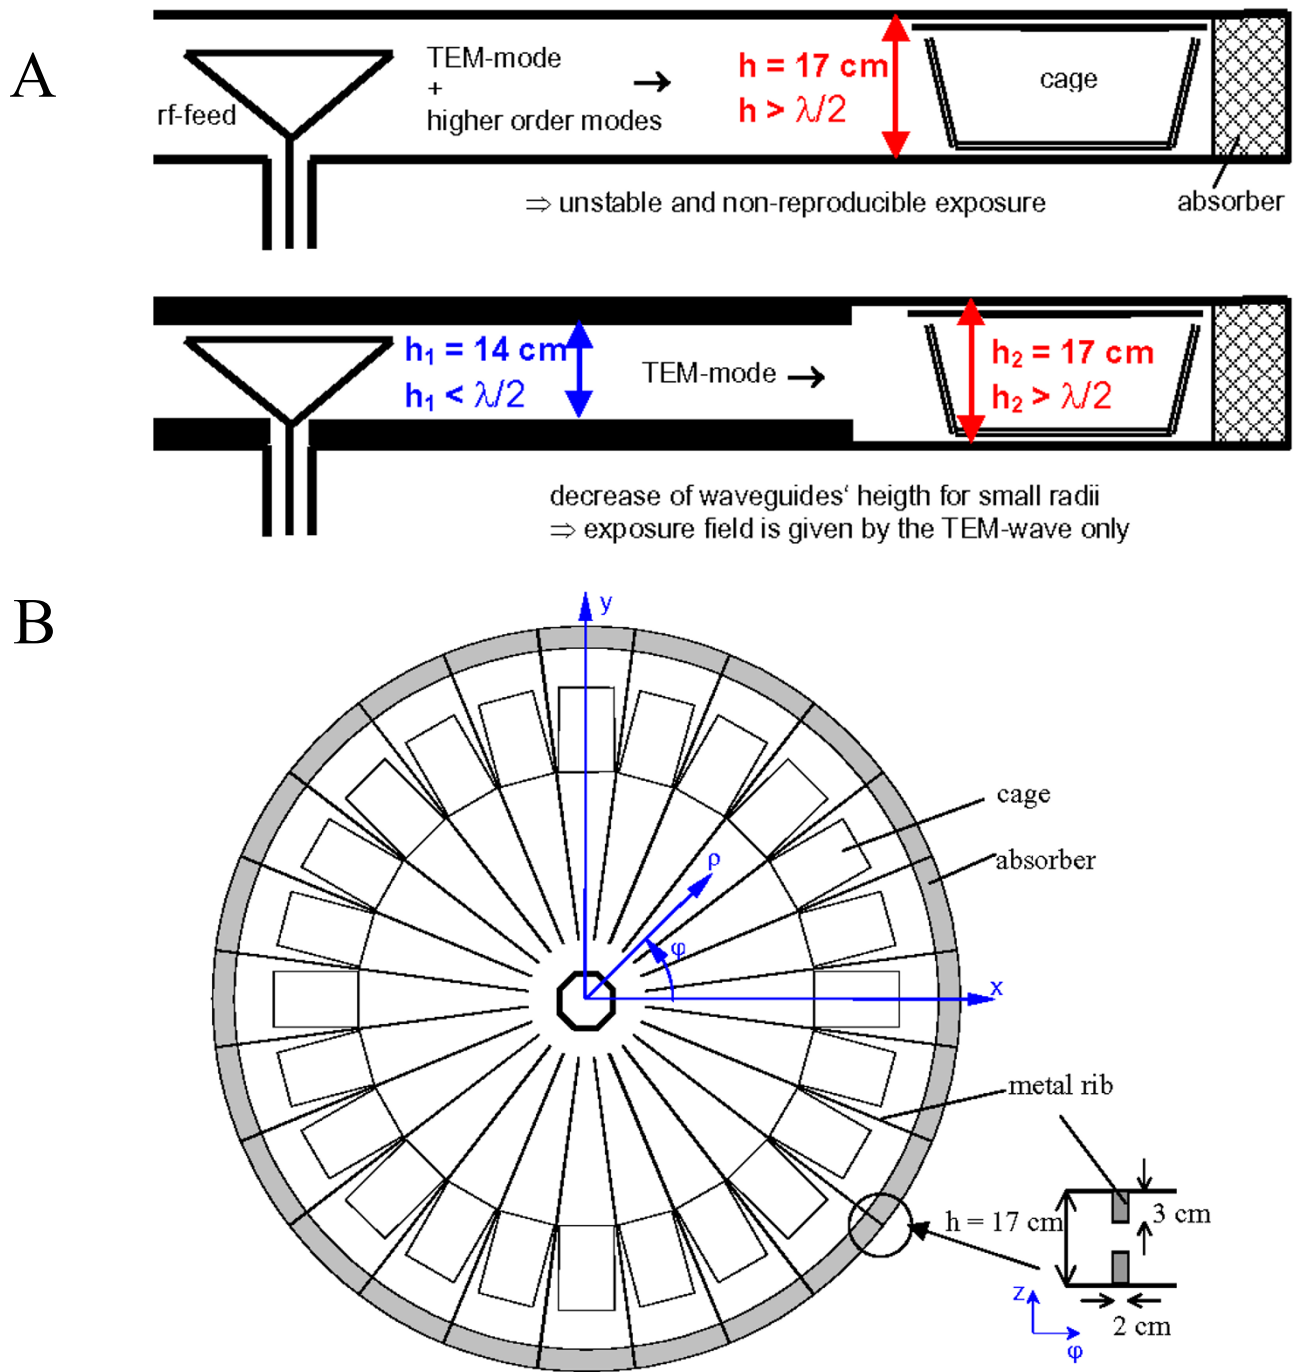 A
rf-feed
TEM-mode
+
higher order modes
→
h = 17 cm
h > λ/2
cage
absorber
⇒ unstable and non-reproducible exposure
h₁ = 14 cm
h₁ < λ/2
TEM-mode →
h₂ = 17 cm
h₂ > λ/2
decrease of waveguides‘ heigth for small radii
⇒ exposure field is given by the TEM-wave only
B
y
cage
absorber
ρ
φ
x
metal rib
h = 17 cm
3 cm
z
2 cm
φ